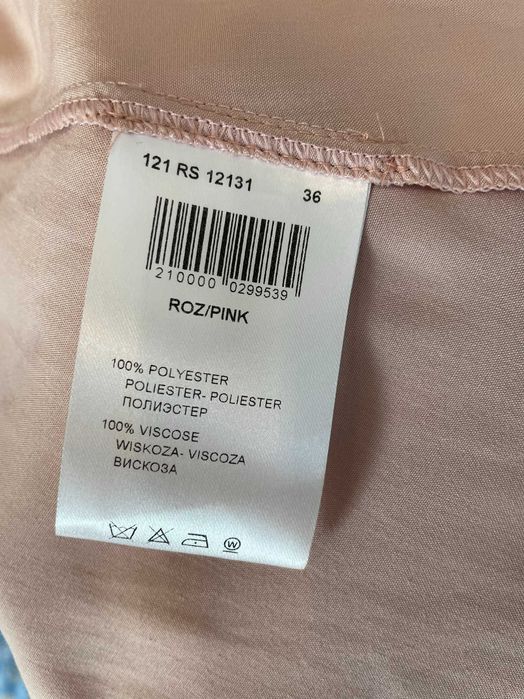 121 RS 12131 36
210000 0299539
ROZ/PINK
100% POLYESTER
POLIESTER- POLIESTER
ПОЛИЭСТЕР
100% VISCOSE
WISKOZA- VISCOZA
ВИСКОЗА
W